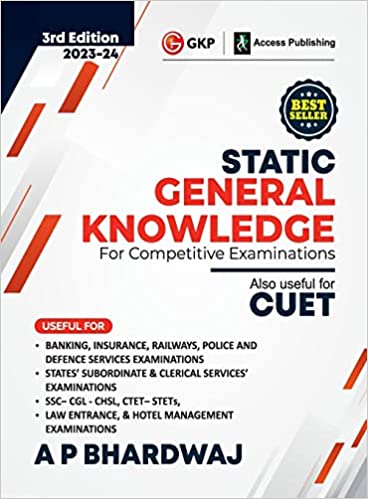 3rd Edition
2023-24
GKP
Access Publishing
BEST
SELLER
STATIC
GENERAL
KNOWLEDGE
For Competitive Examinations
Also useful for
CUET
USEFUL FOR
• BANKING, INSURANCE, RAILWAYS, POLICE AND
DEFENCE SERVICES EXAMINATIONS
• STATES' SUBORDINATE & CLERICAL SERVICES'
EXAMINATIONS
• SSC– CGL - CHSL, CTET– STETs,
• LAW ENTRANCE, & HOTEL MANAGEMENT
EXAMINATIONS
A P BHARDWAJ